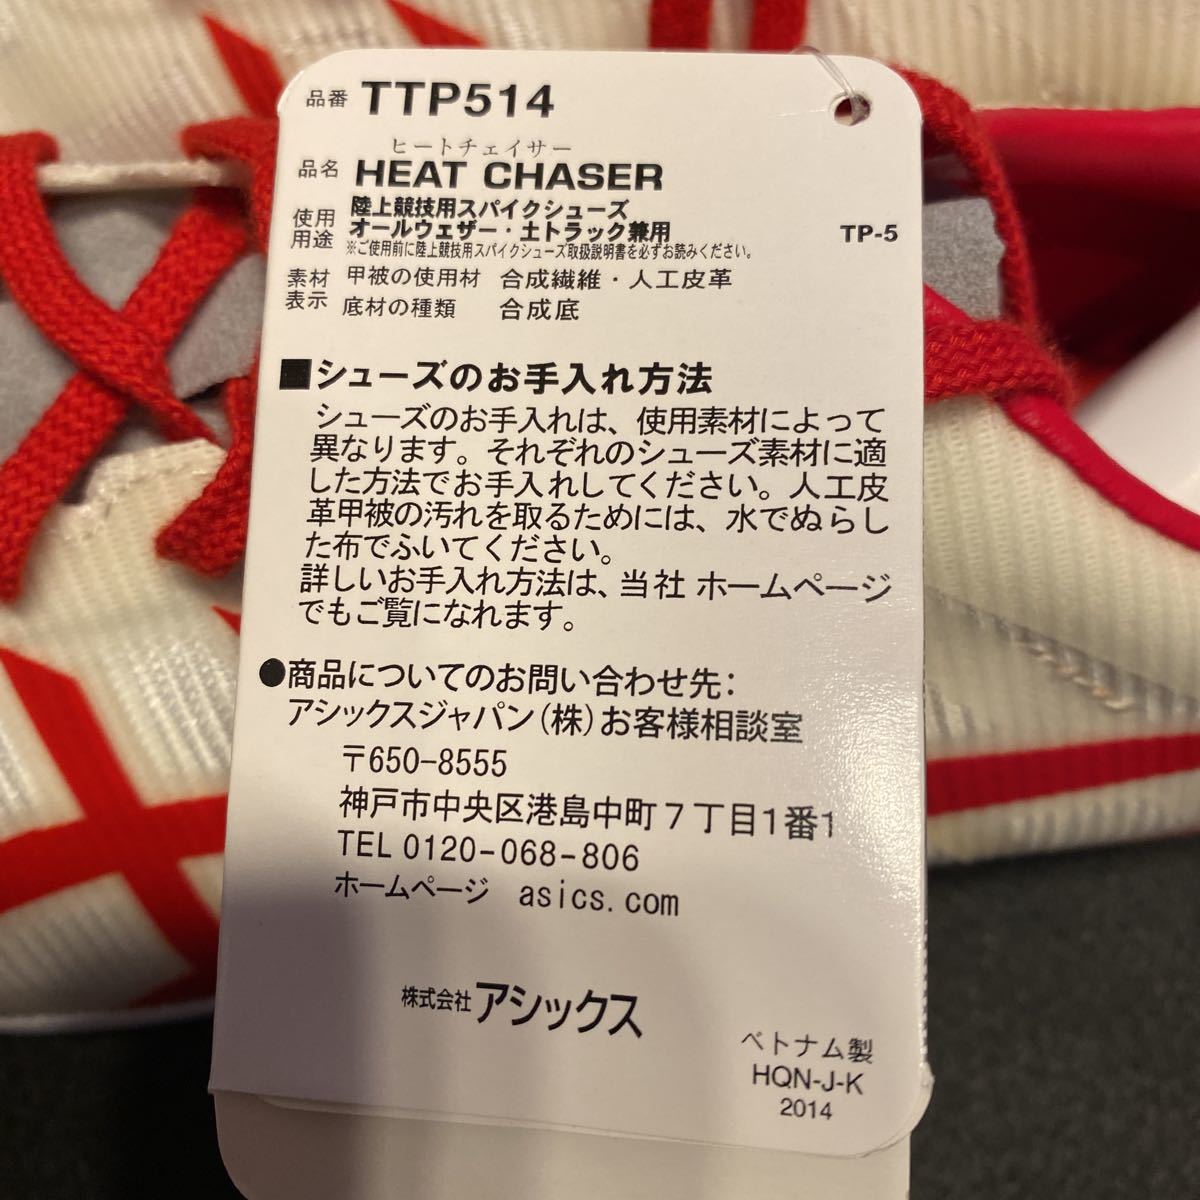 品番 TTP514
ヒートチェイサー
品名 HEAT CHASER
使用用途 陸上競技用スパイクシューズ
オールウェザー・土トラック兼用 TP-5
※ご使用前に陸上競技用スパイクシューズ取扱説明書を必ずお読みください。
素材表示 甲被の使用材 合成繊維・人工皮革
底材の種類 合成底
■シューズのお手入れ方法
シューズのお手入れは、使用素材によって
異なります。それぞれのシューズ素材に適
した方法でお手入れしてください。人工皮
革甲被の汚れを取るためには、水でぬらし
た布でふいてください。
詳しいお手入れ方法は、当社 ホームページ
でもご覧になれます。
●商品についてのお問い合わせ先:
アシックスジャパン(株)お客様相談室
〒650-8555
神戸市中央区港島中町7丁目1番1
TEL 0120-068-806
ホームページ asics.com
株式会社アシックス
ベトナム製
HQN-J-K
2014